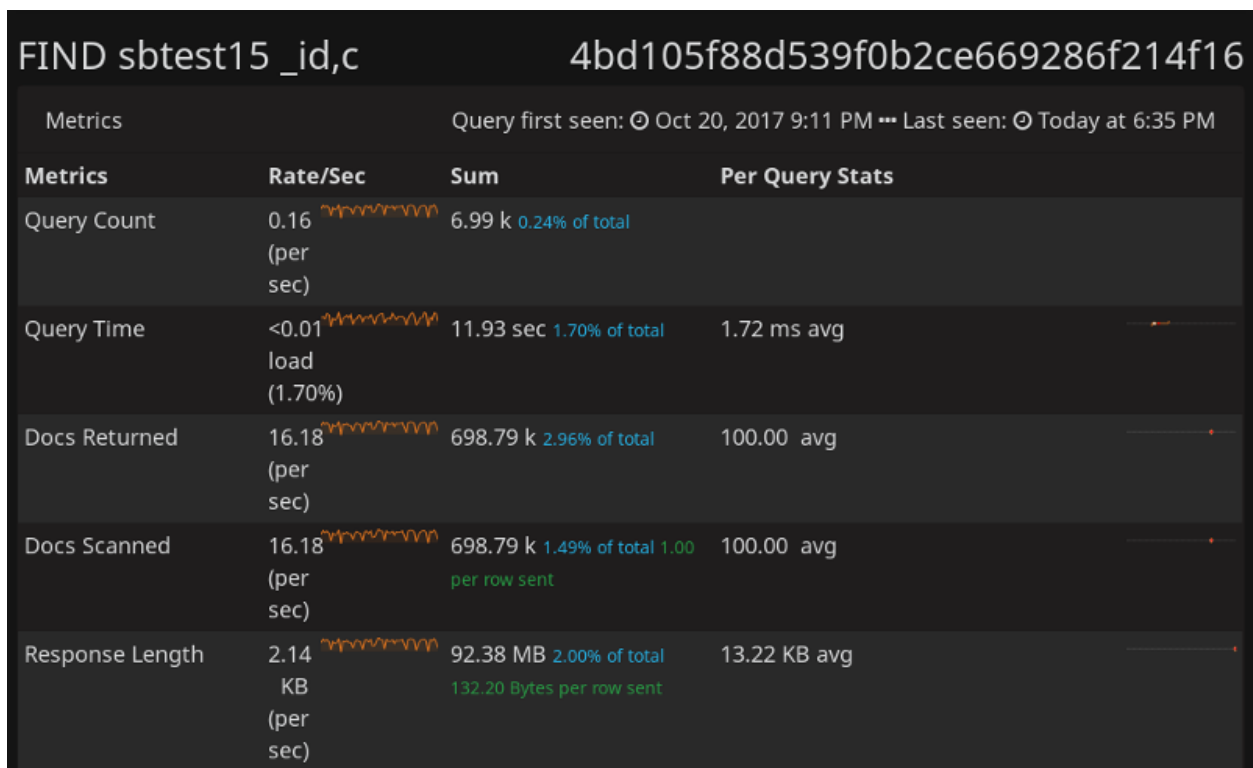 FIND sbtest15 _id,c 4bd105f88d539f0b2ce669286f214f16
Metrics Query first seen: Oct 20, 2017 9:11 PM ••• Last seen: Today at 6:35 PM
Metrics Rate/Sec Sum Per Query Stats
Query Count 0.16 6.99 k 0.24% of total
(per
sec)
Query Time <0.01 11.93 sec 1.70% of total 1.72 ms avg
load
(1.70%)
Docs Returned 16.18 698.79 k 2.96% of total 100.00 avg
(per
sec)
Docs Scanned 16.18 698.79 k 1.49% of total 1.00 100.00 avg
(per per row sent
sec)
Response Length 2.14 92.38 MB 2.00% of total 13.22 KB avg
KB 132.20 Bytes per row sent
(per
sec)